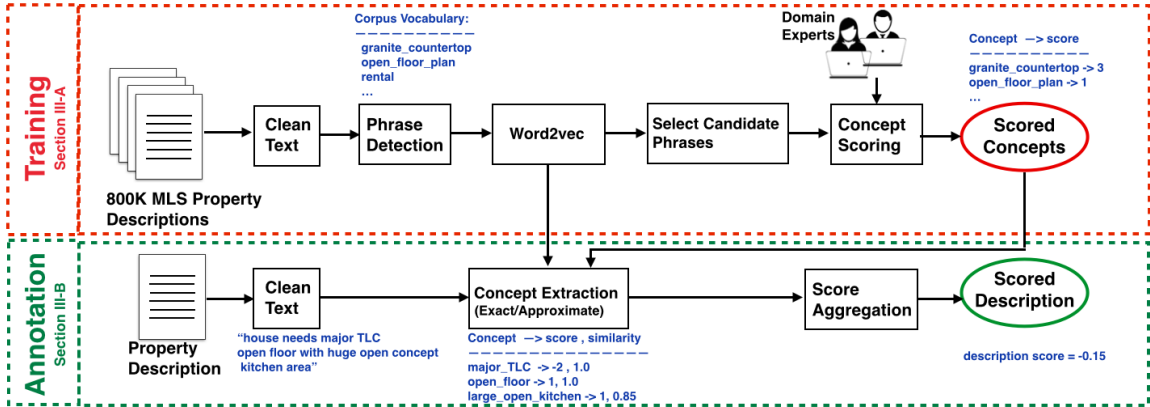 Training
Section III-A
800K MLS Property
Descriptions
Clean
Text
Corpus Vocabulary:
— — — — — — — — — —
granite_countertop
open_floor_plan
rental
...
Phrase
Detection
Word2vec
Select Candidate
Phrases
Domain
Experts
Concept
Scoring
Concept —> score
— — — — — — — — — —
granite_countertop -> 3
open_floor_plan -> 1
...
Scored
Concepts
Annotation
Section III-B
Property
Description
Clean
Text
“house needs major TLC
open floor with huge open concept
kitchen area”
Concept Extraction
(Exact/Approximate)
Concept —> score , similarity
— — — — — — — — — — — — — —
major_TLC -> -2 , 1.0
open_floor -> 1, 1.0
large_open_kitchen -> 1, 0.85
Score
Aggregation
Scored
Description
description score = -0.15